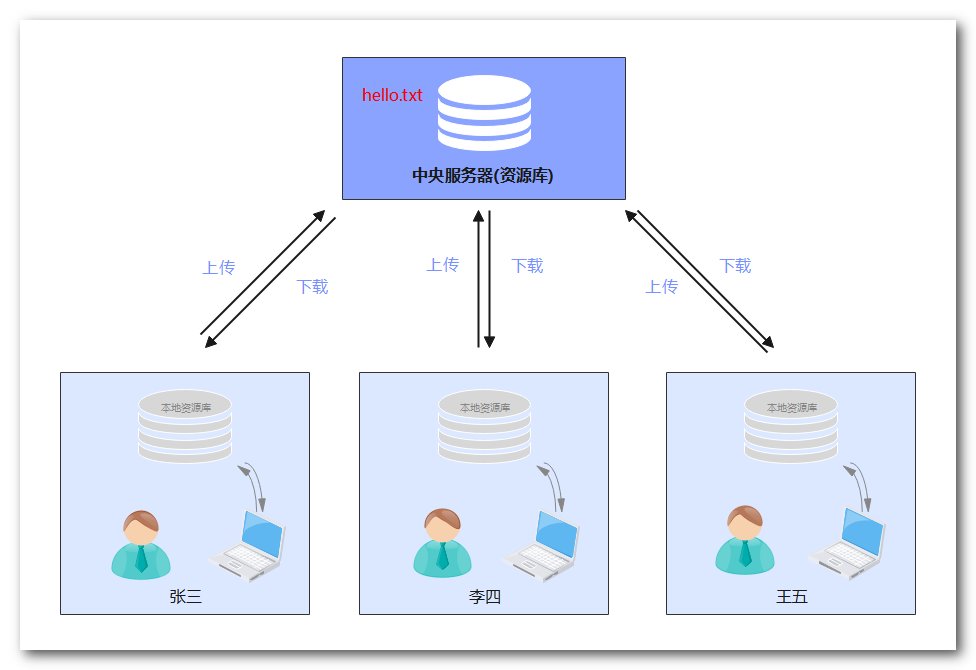 hello.txt
中央服务器(资源库)
上传
下载
上传
下载
上传
下载
本地资源库
本地资源库
本地资源库
张三
李四
王五